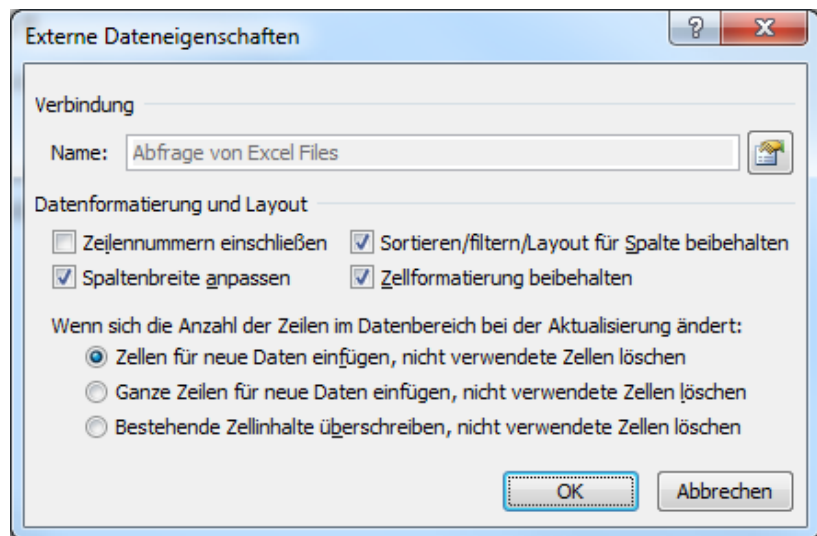 Externe Dateneigenschaften
Verbindung
Name: Abfrage von Excel Files
Datenformatierung und Layout
Zeilennummern einschließen Sortieren/filtern/Layout für Spalte beibehalten
Spaltenbreite anpassen Zellformatierung beibehalten
Wenn sich die Anzahl der Zeilen im Datenbereich bei der Aktualisierung ändert:
Zellen für neue Daten einfügen, nicht verwendete Zellen löschen
Ganze Zeilen für neue Daten einfügen, nicht verwendete Zellen löschen
Bestehende Zellinhalte überschreiben, nicht verwendete Zellen löschen
OK Abbrechen